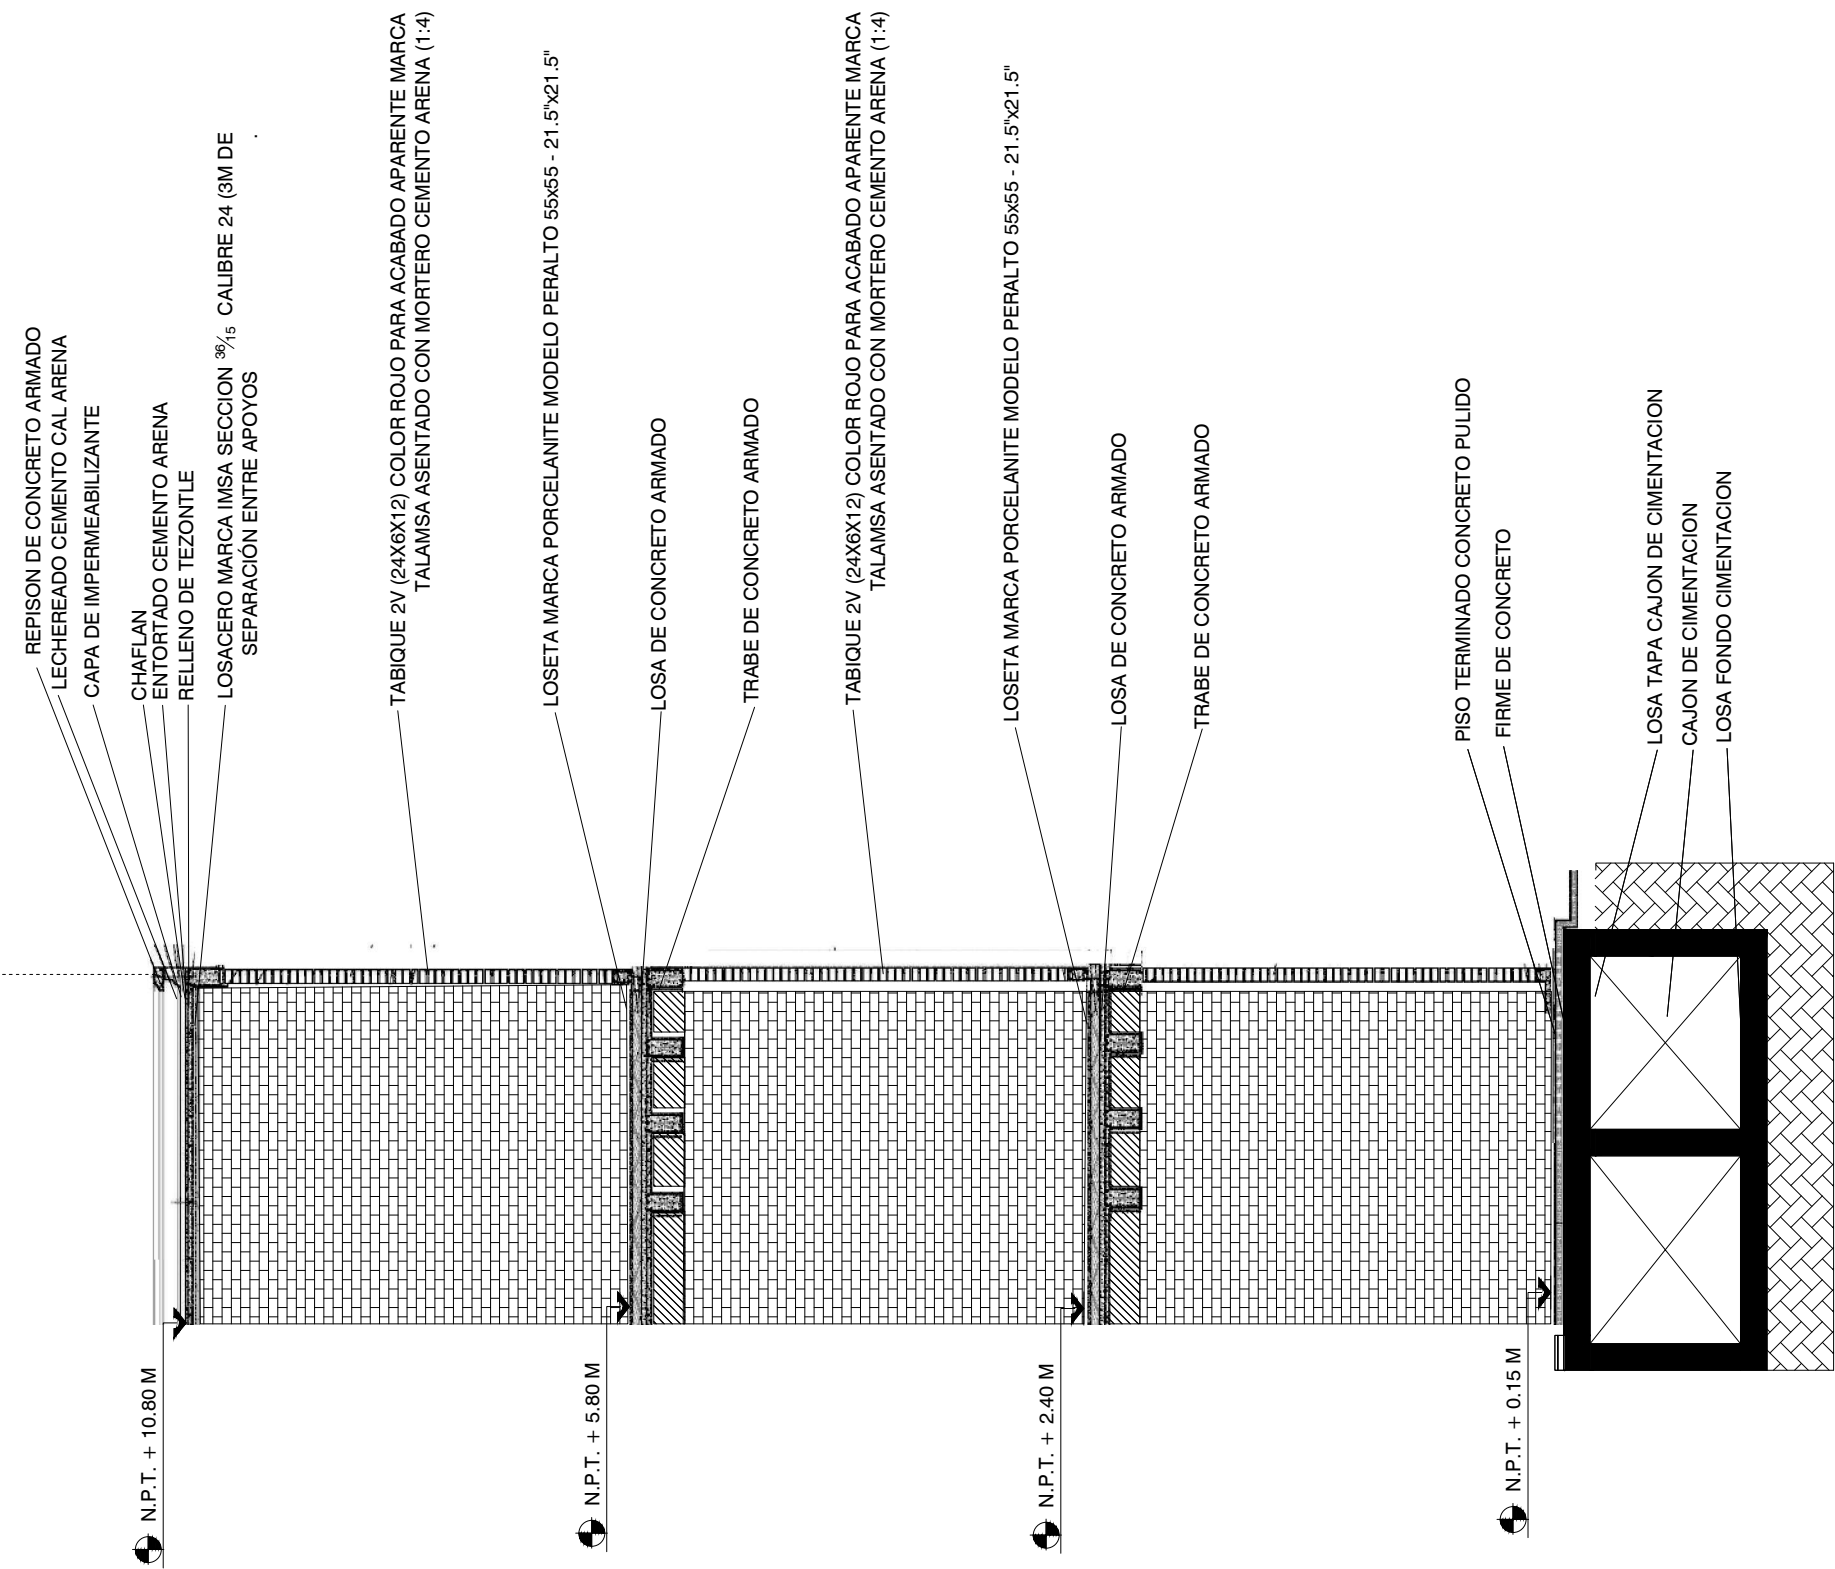 REPISON DE CONCRETO ARMADO
LECHEREADO CEMENTO CAL ARENA
CAPA DE IMPERMEABILIZANTE
CHAFLAN
ENTORTADO CEMENTO ARENA
RELLENO DE TEZONTLE
LOSACERO MARCA IMSA SECCION 36/15 CALIBRE 24 (3M DE
SEPARACIÓN ENTRE APOYOS
TABIQUE 2V (24X6X12) COLOR ROJO PARA ACABADO APARENTE MARCA
TALAMSA ASENTADO CON MORTERO CEMENTO ARENA (1:4)
LOSETA MARCA PORCELANITE MODELO PERALTO 55x55 - 21.5"x21.5"
LOSA DE CONCRETO ARMADO
TRABE DE CONCRETO ARMADO
TABIQUE 2V (24X6X12) COLOR ROJO PARA ACABADO APARENTE MARCA
TALAMSA ASENTADO CON MORTERO CEMENTO ARENA (1:4)
LOSETA MARCA PORCELANITE MODELO PERALTO 55x55 - 21.5"x21.5"
LOSA DE CONCRETO ARMADO
TRABE DE CONCRETO ARMADO
PISO TERMINADO CONCRETO PULIDO
FIRME DE CONCRETO
LOSA TAPA CAJON DE CIMENTACION
CAJON DE CIMENTACION
LOSA FONDO CIMENTACION
N.P.T. + 10.80 M
N.P.T. + 5.80 M
N.P.T. + 2.40 M
N.P.T. + 0.15 M